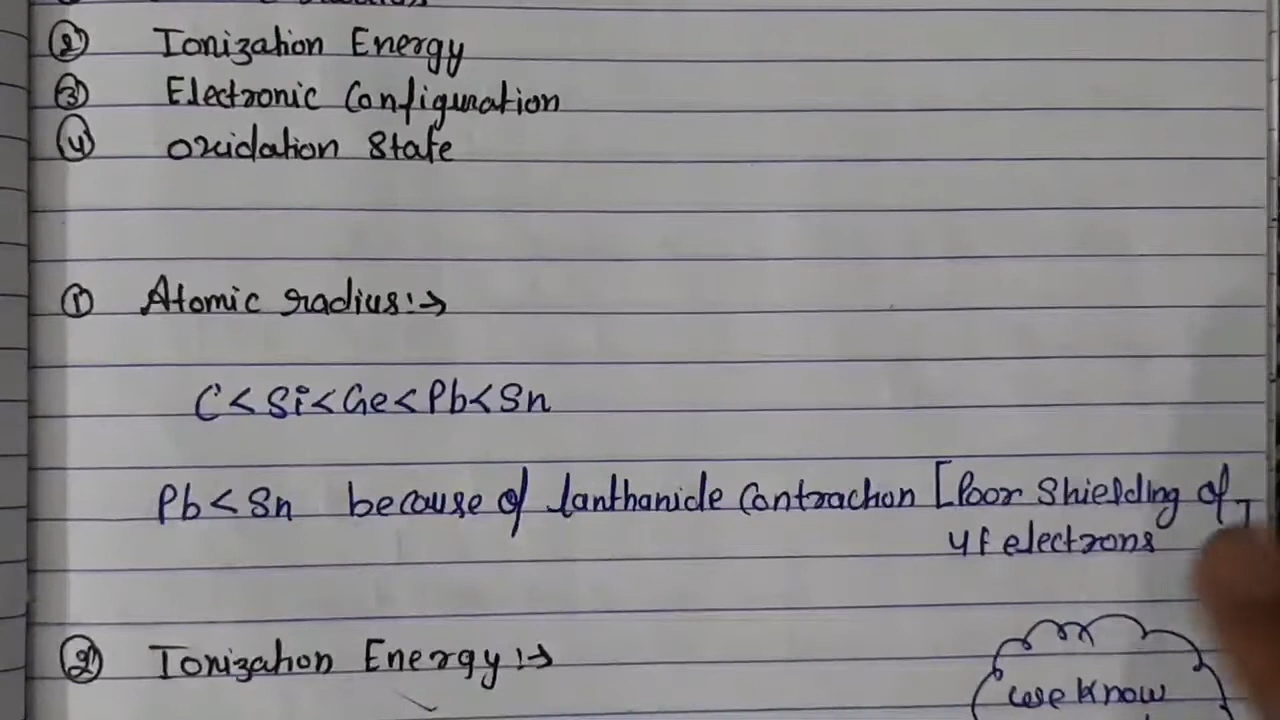 ② Ionization Energy
③ Electronic Configuration
④ Oxidation State
① Atomic radius:→
C < Si < Ge < Pb < Sn
Pb < Sn because of lanthanide Contraction [Poor Shielding of]
4f electrons
② Ionization Energy:→
we know